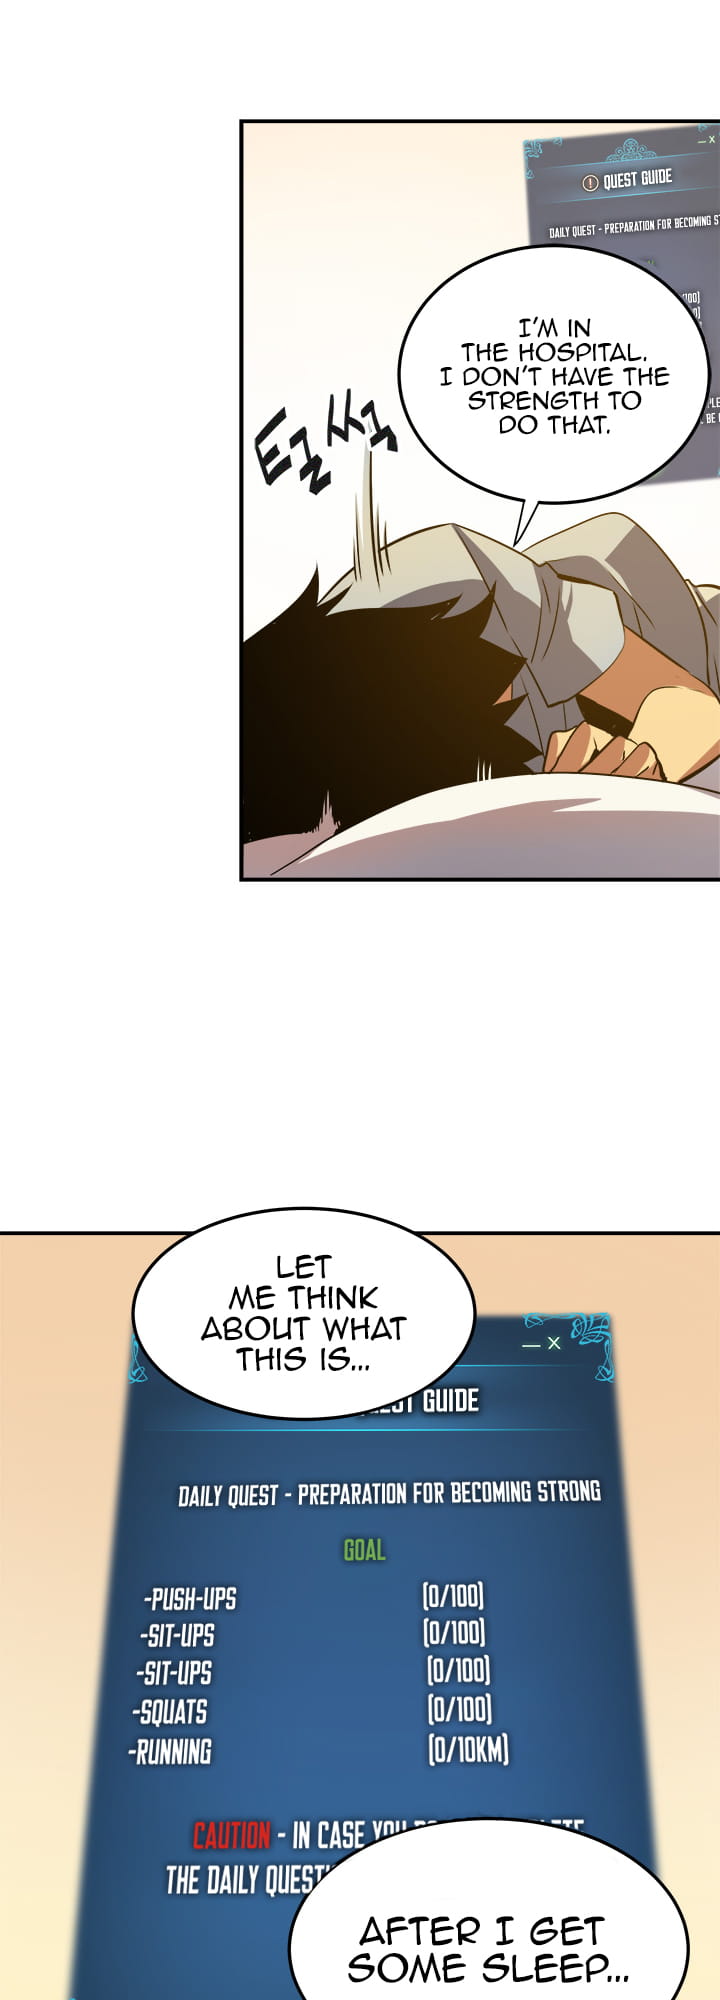 — X
! QUEST GUIDE
DAILY QUEST - PREPARATION FOR BECOMING
I'M IN
THE HOSPITAL.
I DON'T HAVE THE
STRENGTH TO
DO THAT.
털썩
LET
ME THINK
ABOUT WHAT
THIS IS...
— X
GUIDE
DAILY QUEST - PREPARATION FOR BECOMING STRONG
GOAL
-PUSH-UPS [0/100]
-SIT-UPS [0/100]
-SIT-UPS [0/100]
-SQUATS [0/100]
-RUNNING [0/10KM]
CAUTION - IN CASE YOU
THE DAILY QUEST
AFTER I GET
SOME SLEEP...